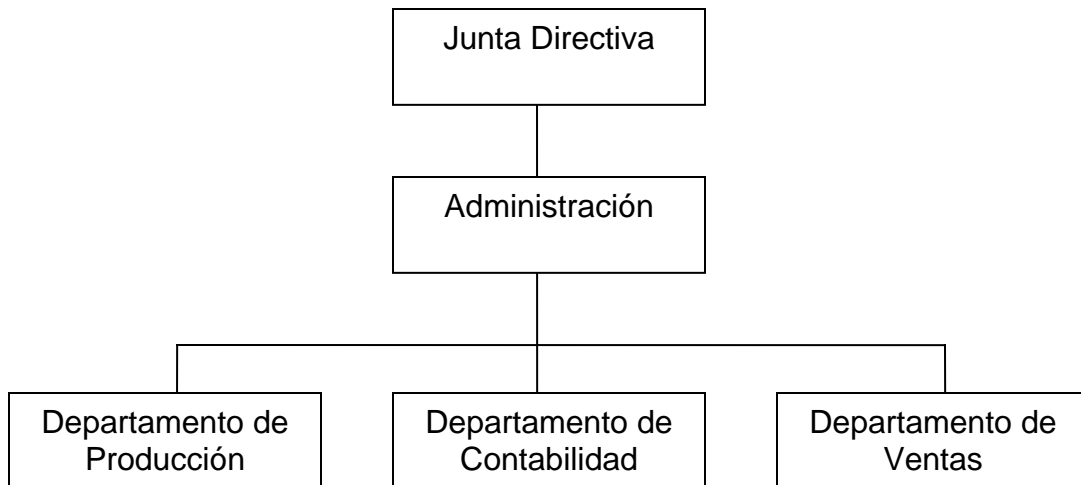 Junta Directiva
Administración
Departamento de
Producción
Departamento de
Contabilidad
Departamento de
Ventas